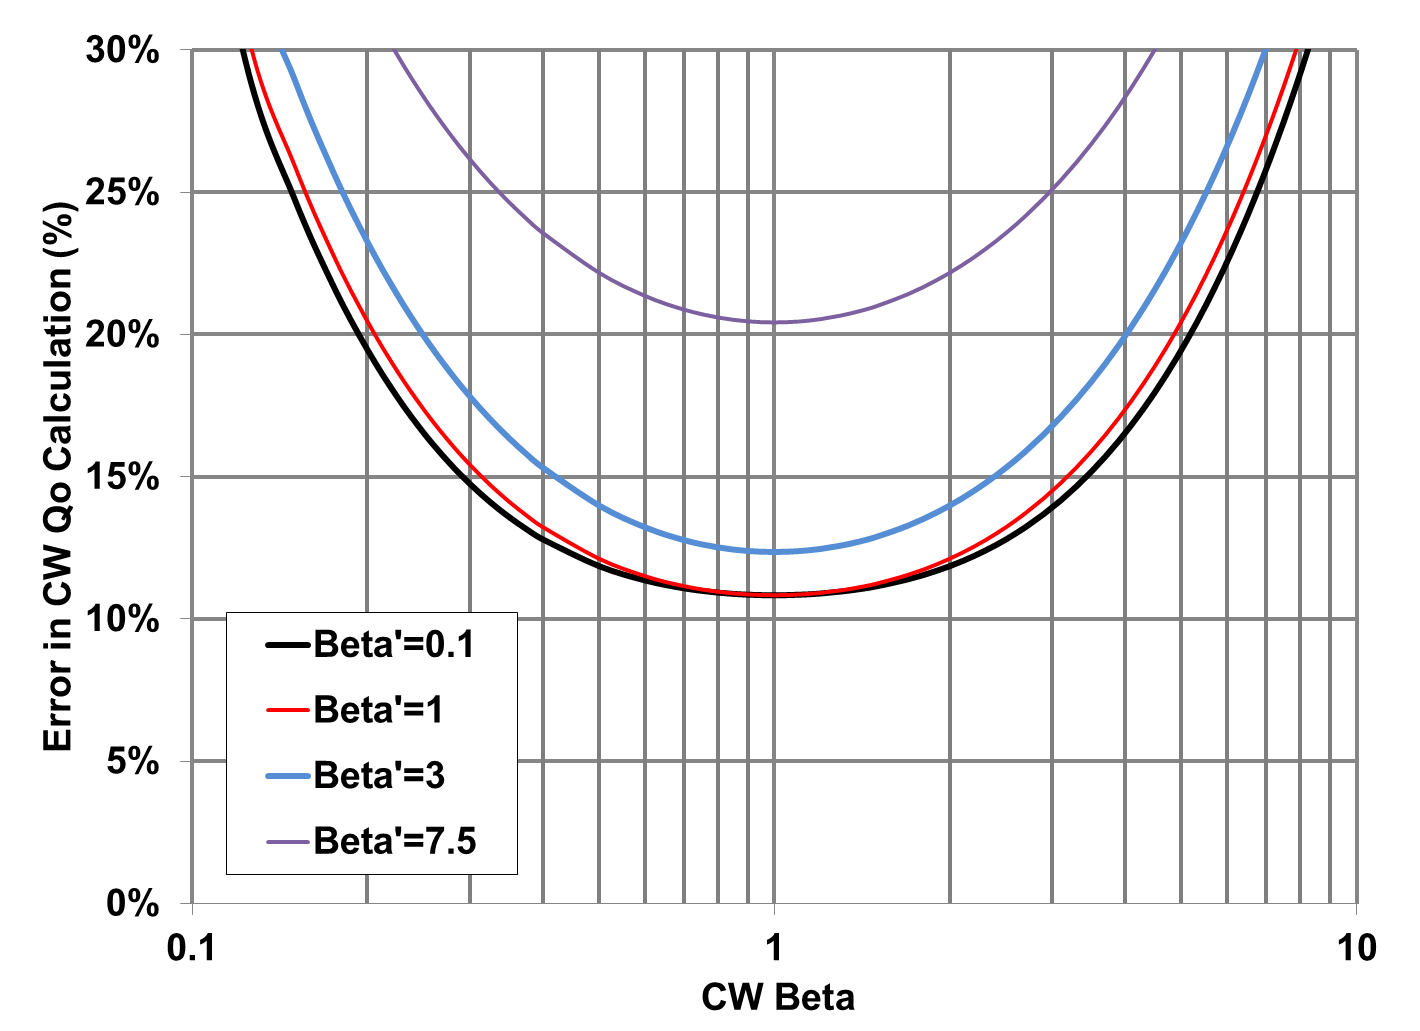 30%
25%
20%
15%
10%
5%
0%
Error in CW Qo Calculation (%)
Beta'=0.1
Beta'=1
Beta'=3
Beta'=7.5
0.1
1
10
CW Beta